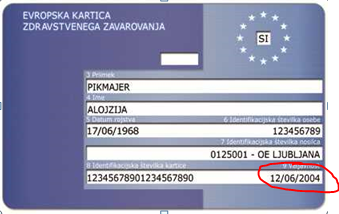 EVROPSKA KARTICA
ZDRAVSTVENEGA ZAVAROVANJA
SI
3 Priimek
PIKMAJER
4 Ime
ALOJZIJA
5 Datum rojstva 6 Identifikacijska številka osebe
17/06/1968 123456789
7 Identifikacijska številka nosilca
0125001 - OE LJUBLJANA
8 Identifikacijska številka kartice 9 Veljavnost
12345678901234567890 12/06/2004